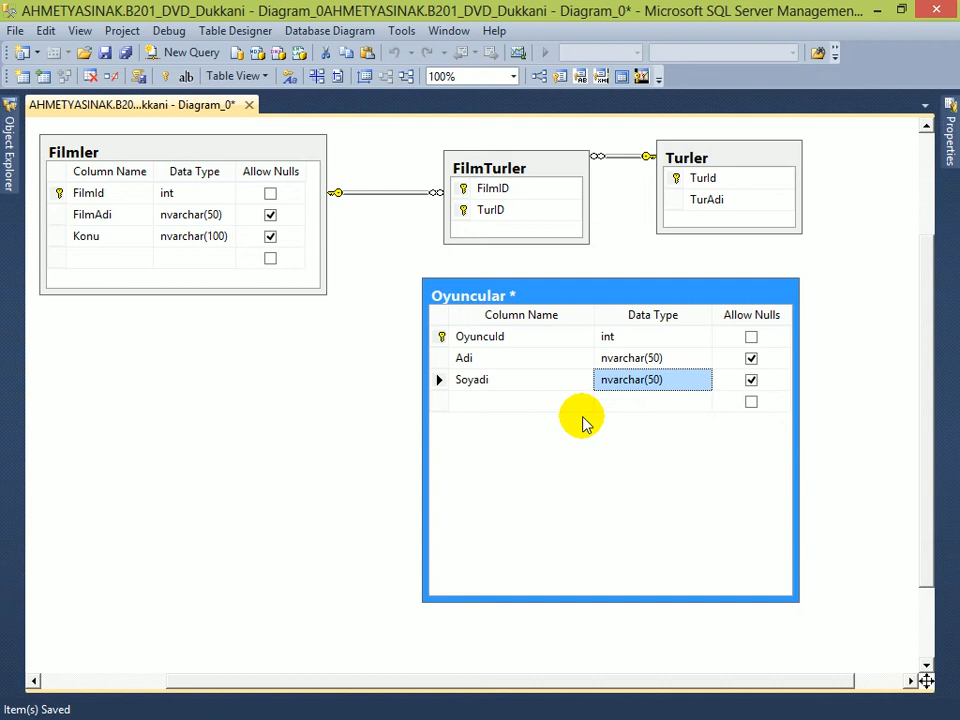 AHMETYASINAK.B201_DVD_Dukkani - Diagram_0AHMETYASINAK.B201_DVD_Dukkani - Diagram_0* - Microsoft SQL Server Managemen...
File Edit View Project Debug Table Designer Database Diagram Tools Window Help
New Query
Table View 100%
AHMETYASINAK.B20...kkani - Diagram_0*
Object Explorer
Properties
Filmler
Column Name Data Type Allow Nulls
FilmId int
FilmAdi nvarchar(50)
Konu nvarchar(100)
FilmTurler
FilmID
TurID
Turler
TurId
TurAdi
Oyuncular *
Column Name Data Type Allow Nulls
OyuncuId int
Adi nvarchar(50)
Soyadi nvarchar(50)
Item(s) Saved